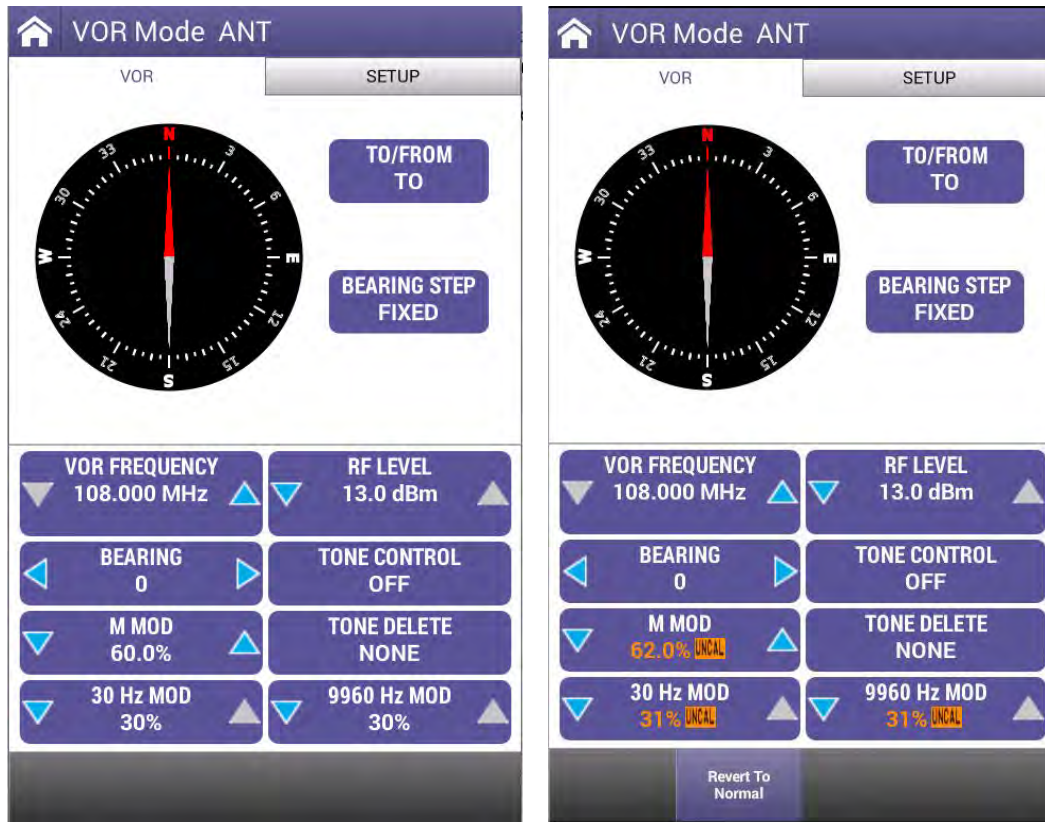 VOR Mode ANT
VOR
SETUP
N
3
6
E
12
15
S
21
24
W
30
33
TO/FROM
TO
BEARING STEP
FIXED
VOR FREQUENCY
108.000 MHz
RF LEVEL
13.0 dBm
BEARING
0
TONE CONTROL
OFF
M MOD
60.0%
TONE DELETE
NONE
30 Hz MOD
30%
9960 Hz MOD
30%
VOR Mode ANT
VOR
SETUP
N
3
6
E
12
15
S
21
24
W
30
33
TO/FROM
TO
BEARING STEP
FIXED
VOR FREQUENCY
108.000 MHz
RF LEVEL
13.0 dBm
BEARING
0
TONE CONTROL
OFF
M MOD
62.0% UNCAL
TONE DELETE
NONE
30 Hz MOD
31% UNCAL
9960 Hz MOD
31% UNCAL
Revert To
Normal